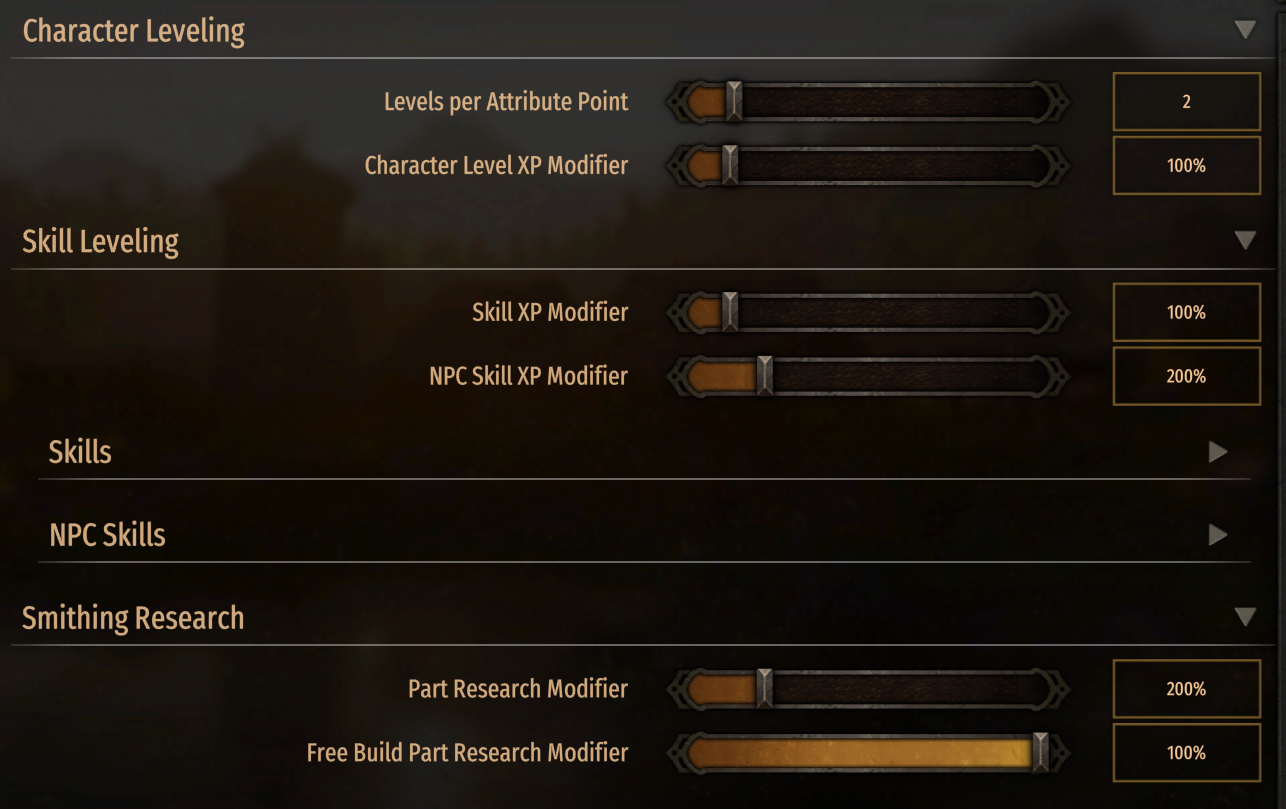 Character Leveling
Levels per Attribute Point 2
Character Level XP Modifier 100%
Skill Leveling
Skill XP Modifier 100%
NPC Skill XP Modifier 200%
Skills
NPC Skills
Smithing Research
Part Research Modifier 200%
Free Build Part Research Modifier 100%